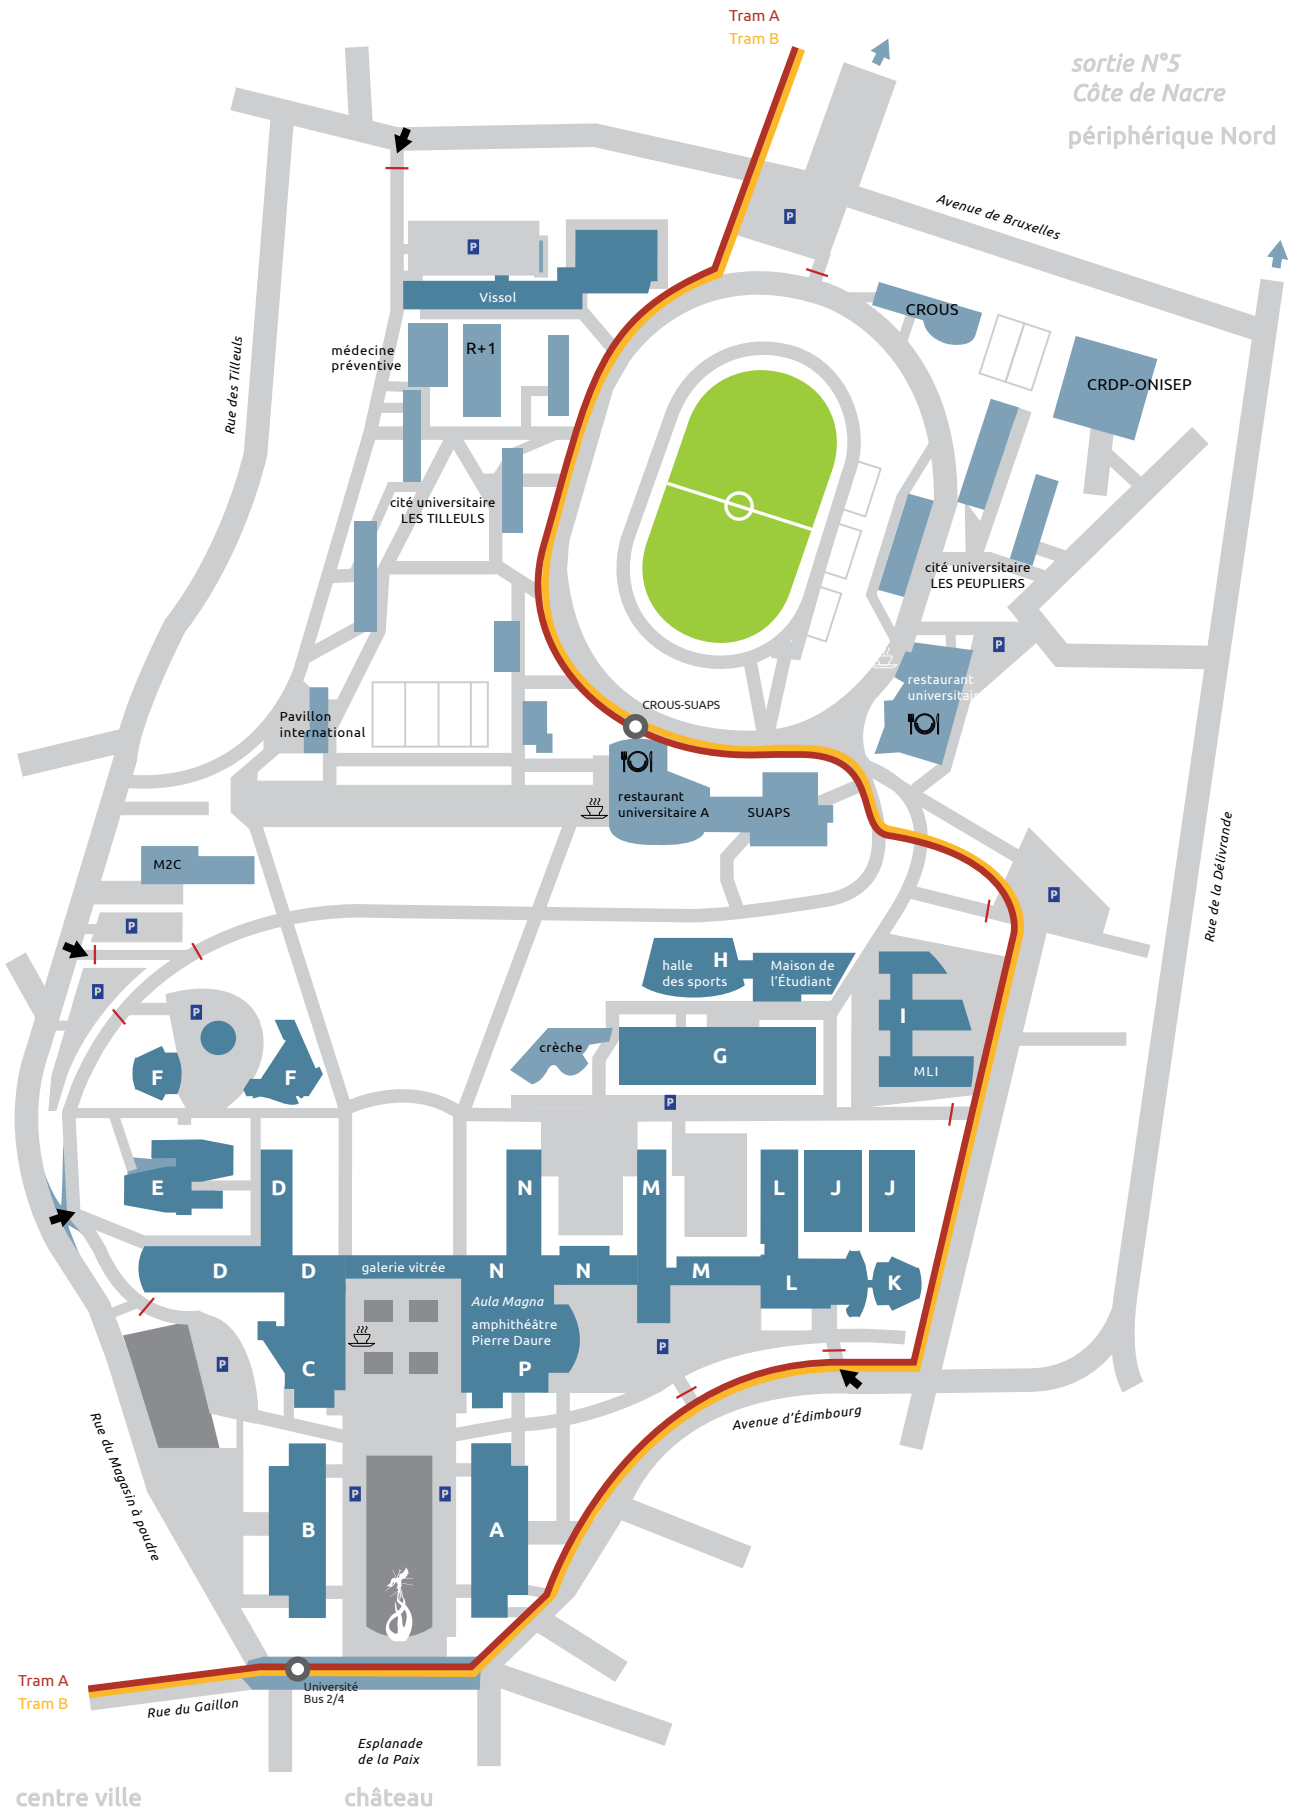 Tram A
Tram B
sortie N°5
Côte de Nacre
périphérique Nord
Avenue de Bruxelles
P
P
Vissol
CROUS
R+1
médecine
préventive
Rue des Tilleuls
CRDP-ONISEP
cité universitaire
LES TILLEULS
cité universitaire
LES PEUPLIERS
P
restaurant
universitair
CROUS-SUAPS
Pavillon
international
restaurant
universitaire A
SUAPS
Rue de la Délivrande
M2C
P
P
H
halle
des sports
Maison de
l'Étudiant
P
P
I
crèche
G
F
F
MLI
P
E
D
N
M
L
J
J
D
D
galerie vitrée
N
N
M
L
K
Aula Magna
amphithéâtre
Pierre Daure
P
P
C
P
Avenue d'Édimbourg
Rue du Magasin à poudre
P
P
B
A
Tram A
Tram B
Rue du Gaillon
Université
Bus 2/4
Esplanade
de la Paix
centre ville
château